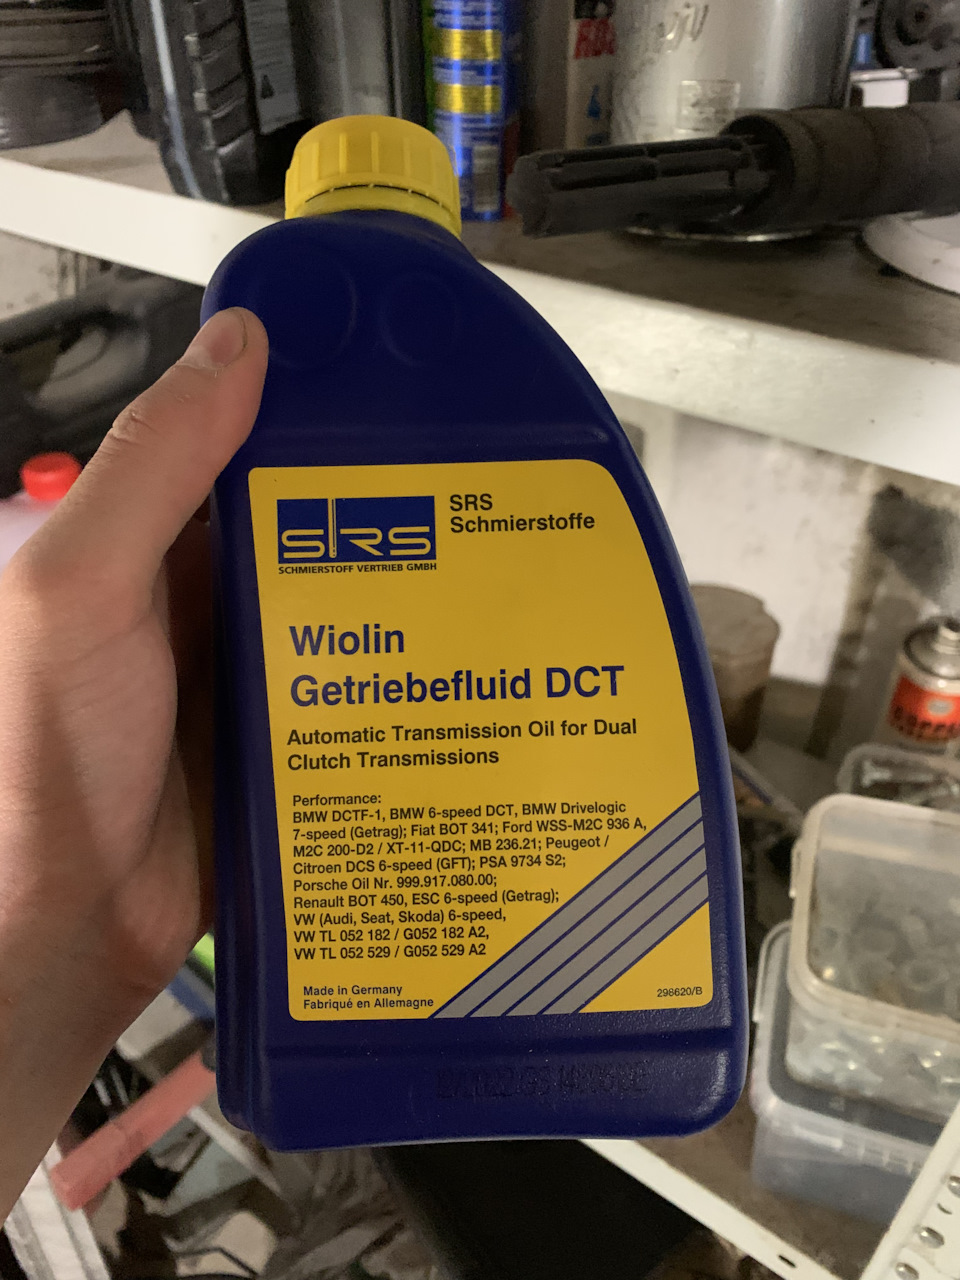 SRS
SCHMIERSTOFF VERTRIEB GMBH
SRS
Schmierstoffe
Wiolin
Getriebefluid DCT
Automatic Transmission Oil for Dual
Clutch Transmissions
Performance:
BMW DCTF-1, BMW 6-speed DCT, BMW Drivelogic
7-speed (Getrag); Fiat BOT 341; Ford WSS-M2C 936 A,
M2C 200-D2 / XT-11-QDC; MB 236.21; Peugeot /
Citroen DCS 6-speed (GFT); PSA 9734 S2;
Porsche Oil Nr. 999.917.080.00;
Renault BOT 450, ESC 6-speed (Getrag);
VW (Audi, Seat, Skoda) 6-speed,
VW TL 052 182 / G052 182 A2,
VW TL 052 529 / G052 529 A2
Made in Germany
Fabriqué en Allemagne
298620/B